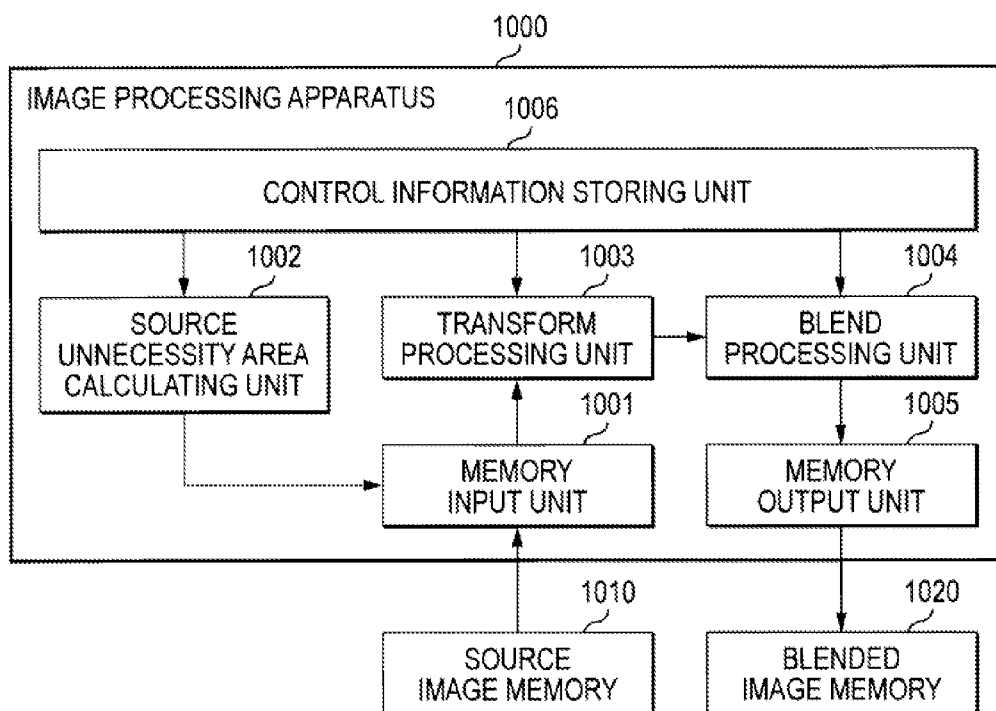 1000
IMAGE PROCESSING APPARATUS
1006
CONTROL INFORMATION STORING UNIT
1002
1003
1004
SOURCE
UNNECESSITY AREA
CALCULATING UNIT
TRANSFORM
PROCESSING UNIT
BLEND
PROCESSING UNIT
1001
1005
MEMORY
INPUT UNIT
MEMORY
OUTPUT UNIT
1010
1020
SOURCE
IMAGE MEMORY
BLENDED
IMAGE MEMORY